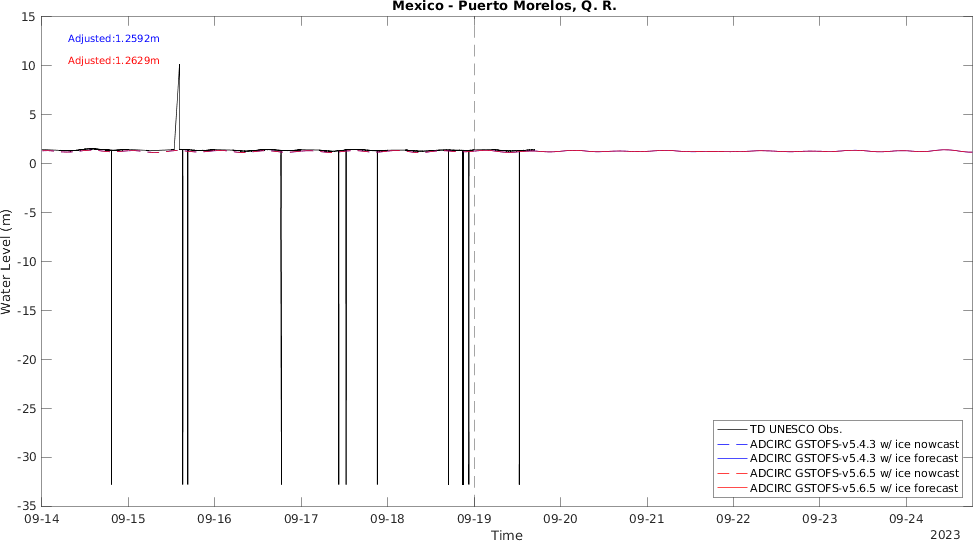 Mexico - Puerto Morelos, Q. R.
Adjusted:1.2592m
Adjusted:1.2629m
15
10
5
0
-5
-10
-15
-20
-25
-30
-35
Water Level (m)
TD UNESCO Obs.
ADCIRC GSTOFS-v5.4.3 w/ ice nowcast
ADCIRC GSTOFS-v5.4.3 w/ ice forecast
ADCIRC GSTOFS-v5.6.5 w/ ice nowcast
ADCIRC GSTOFS-v5.6.5 w/ ice forecast
09-14 09-15 09-16 09-17 09-18 09-19 09-20 09-21 09-22 09-23 09-24
Time
2023